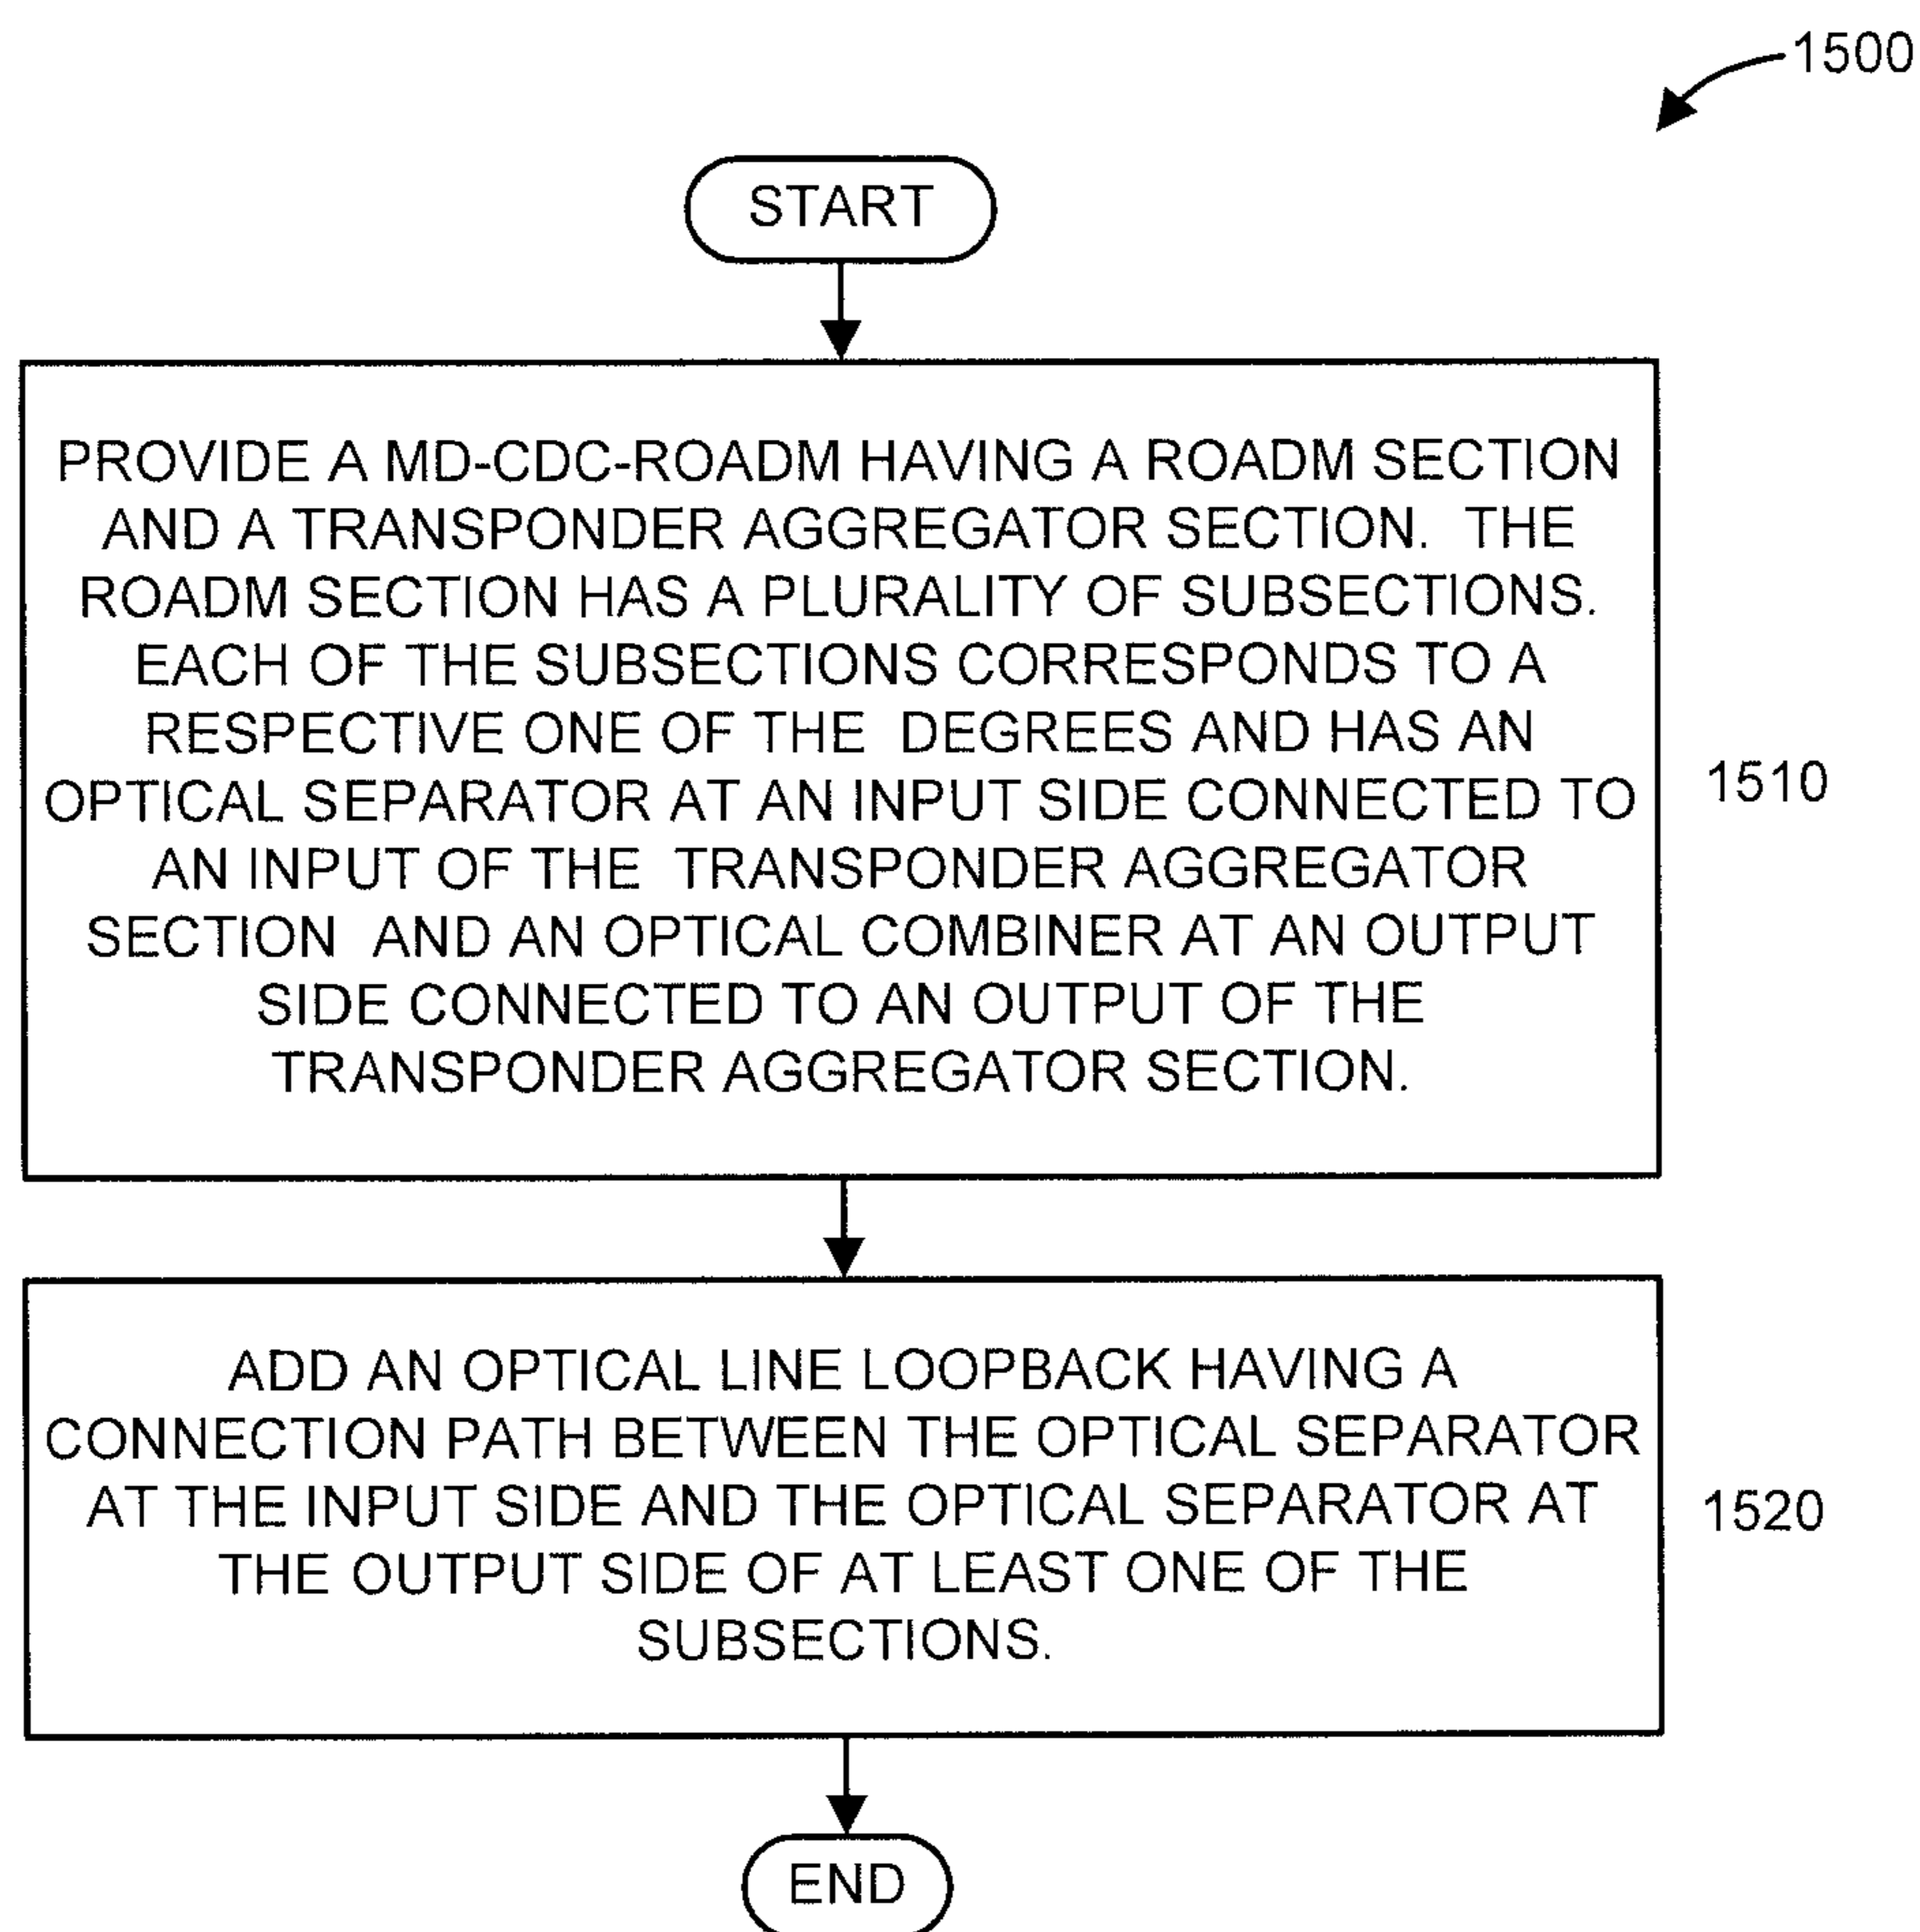 1500
START
PROVIDE A MD-CDC-ROADM HAVING A ROADM SECTION
AND A TRANSPONDER AGGREGATOR SECTION. THE
ROADM SECTION HAS A PLURALITY OF SUBSECTIONS.
EACH OF THE SUBSECTIONS CORRESPONDS TO A
RESPECTIVE ONE OF THE DEGREES AND HAS AN
OPTICAL SEPARATOR AT AN INPUT SIDE CONNECTED TO
AN INPUT OF THE TRANSPONDER AGGREGATOR
SECTION AND AN OPTICAL COMBINER AT AN OUTPUT
SIDE CONNECTED TO AN OUTPUT OF THE
TRANSPONDER AGGREGATOR SECTION.
1510
ADD AN OPTICAL LINE LOOPBACK HAVING A
CONNECTION PATH BETWEEN THE OPTICAL SEPARATOR
AT THE INPUT SIDE AND THE OPTICAL SEPARATOR AT
THE OUTPUT SIDE OF AT LEAST ONE OF THE
SUBSECTIONS.
1520
END